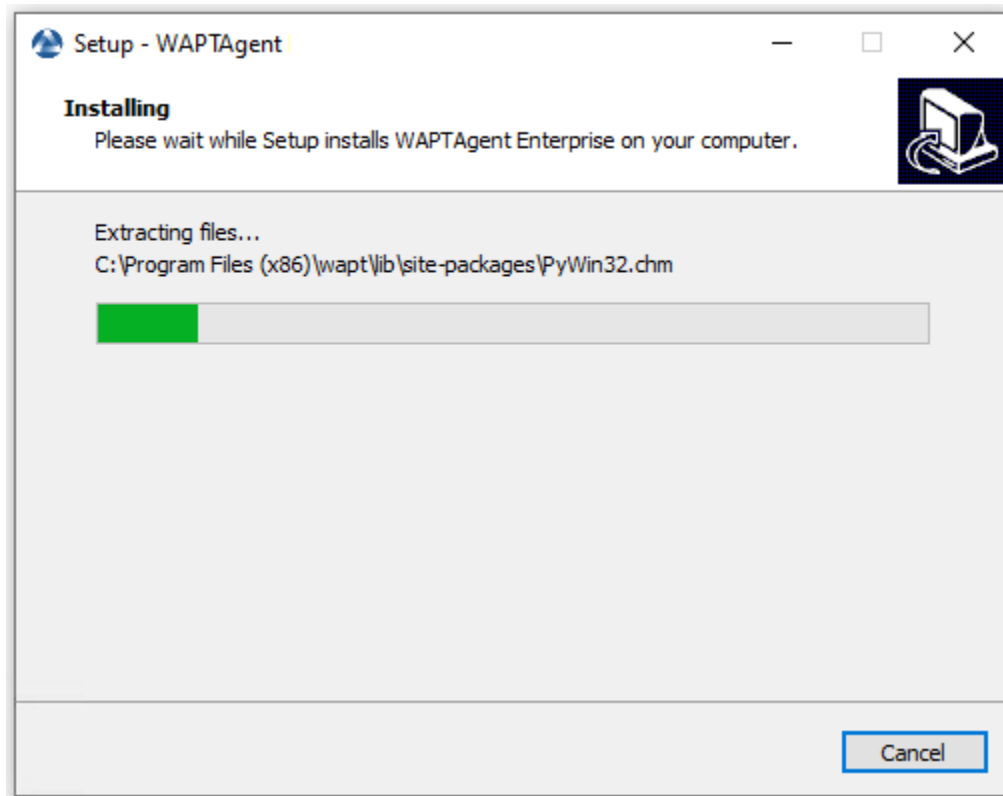 Setup - WAPTAgent
Installing
Please wait while Setup installs WAPTAgent Enterprise on your computer.
Extracting files...
C:\Program Files (x86)\wapt\lib\site-packages\PyWin32.chm
Cancel